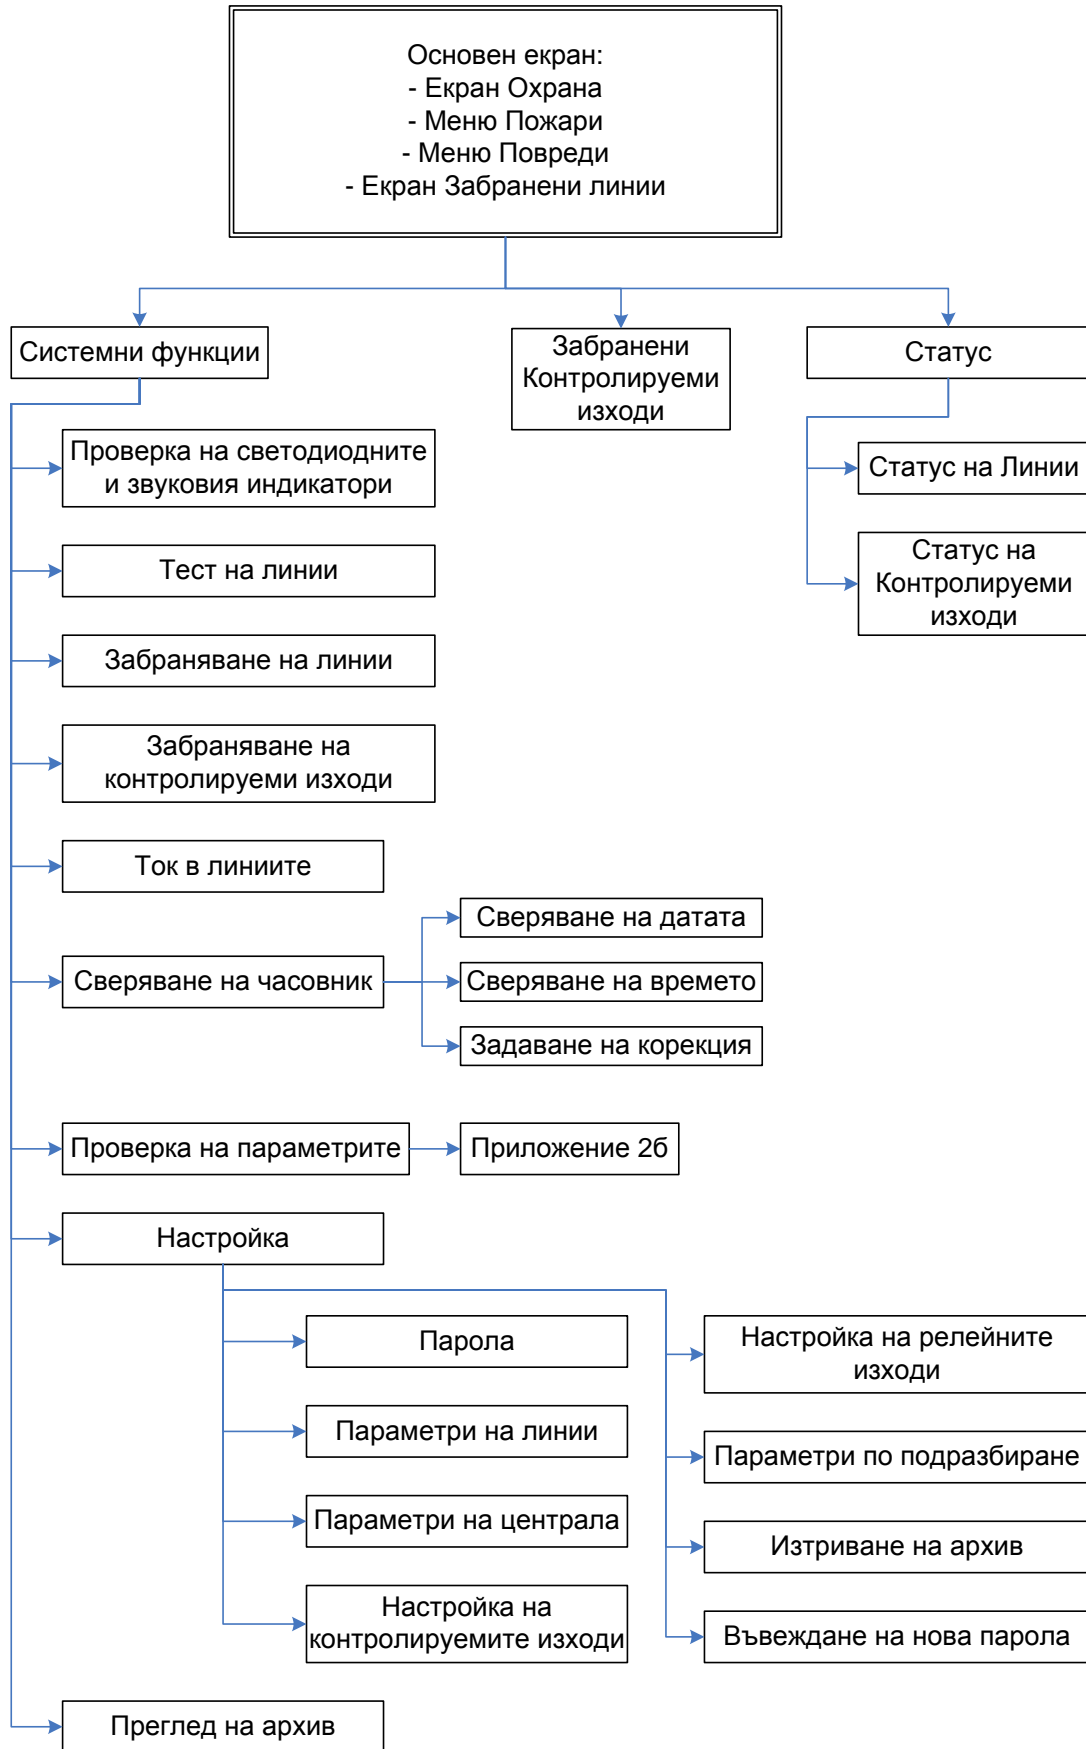 Основен екран:
- Екран Охрана
- Меню Пожари
- Меню Повреди
- Екран Забранени линии
Системни функции
Забранени
Контролируеми
изходи
Статус
Проверка на светодиодните
и звуковия индикатори
Статус на Линии
Тест на линии
Статус на
Контролируеми
изходи
Забраняване на линии
Забраняване на
контролируеми изходи
Ток в линиите
Сверяване на часовник
Сверяване на датата
Сверяване на времето
Задаване на корекция
Проверка на параметрите
Приложение 2б
Настройка
Парола
Параметри на линии
Параметри на централа
Настройка на
контролируемите изходи
Настройка на релейните
изходи
Параметри по подразбиране
Изтриване на архив
Въвеждане на нова парола
Преглед на архив